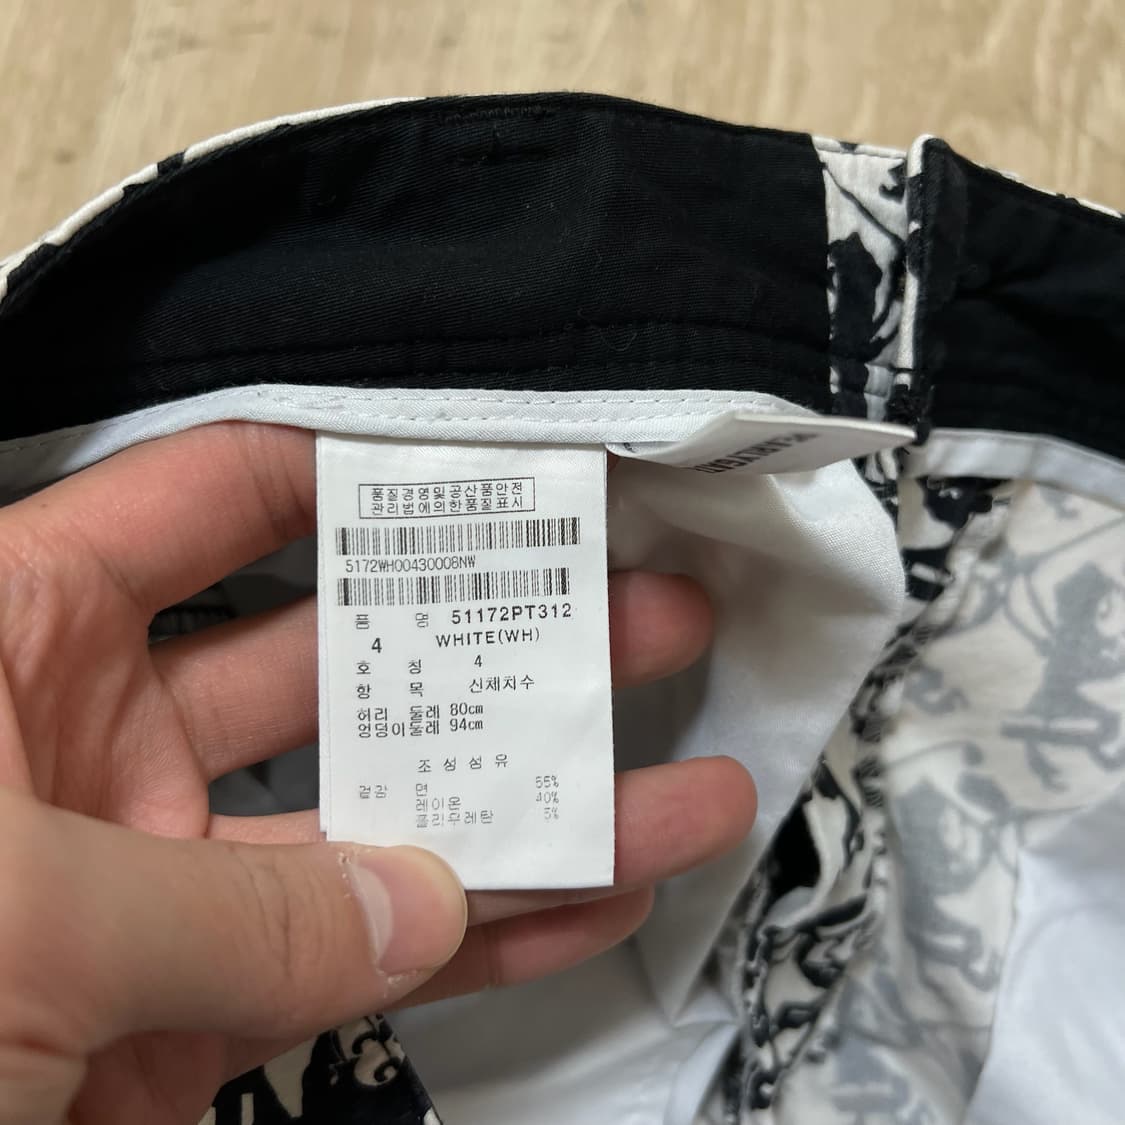 품질경영및공산품안전
관리법에의한품질표시
5172WH00430008NW
품 명 51172PT312
4 WHITE(WH)
호 칭 4
항 목 신체치수
허리 둘레 80cm
엉덩이둘레 94cm
조성섬유
겉감 면 55%
레이온 40%
폴리우레탄 5%